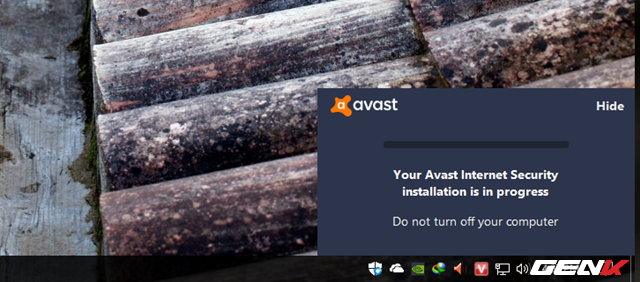 avast
Hide
Your Avast Internet Security
installation is in progress
Do not turn off your computer
GENK